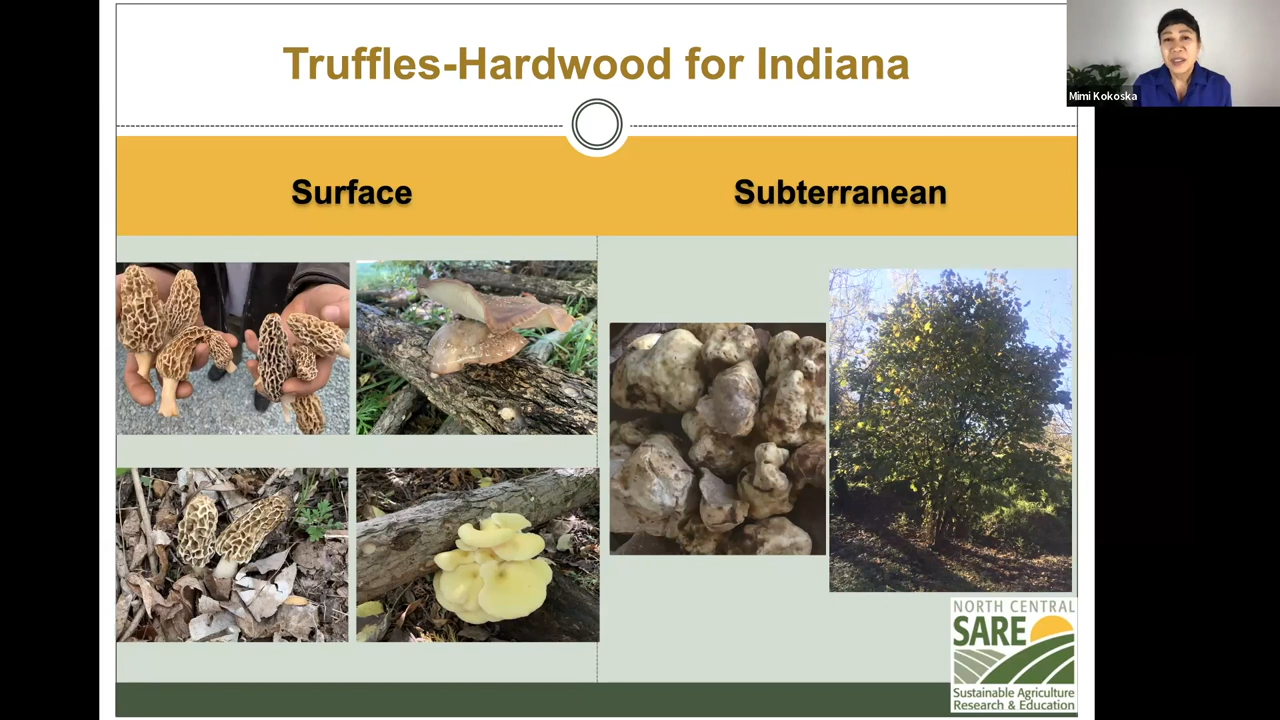 Truffles-Hardwood for Indiana
Mimi Kokoska
Surface
Subterranean
NORTH CENTRAL
SARE
Sustainable Agriculture
Research & Education